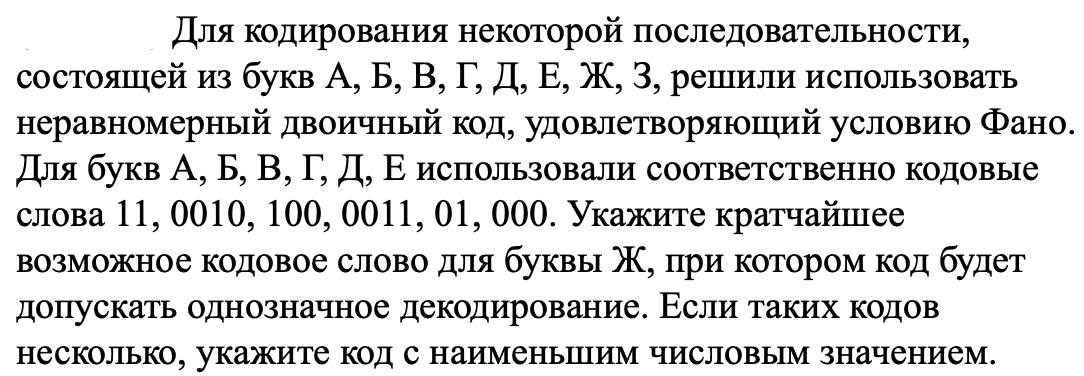 Для кодирования некоторой последовательности,
состоящей из букв А, Б, В, Г, Д, Е, Ж, З, решили использовать
неравномерный двоичный код, удовлетворяющий условию Фано.
Для букв А, Б, В, Г, Д, Е использовали соответственно кодовые
слова 11, 0010, 100, 0011, 01, 000. Укажите кратчайшее
возможное кодовое слово для буквы Ж, при котором код будет
допускать однозначное декодирование. Если таких кодов
несколько, укажите код с наименьшим числовым значением.